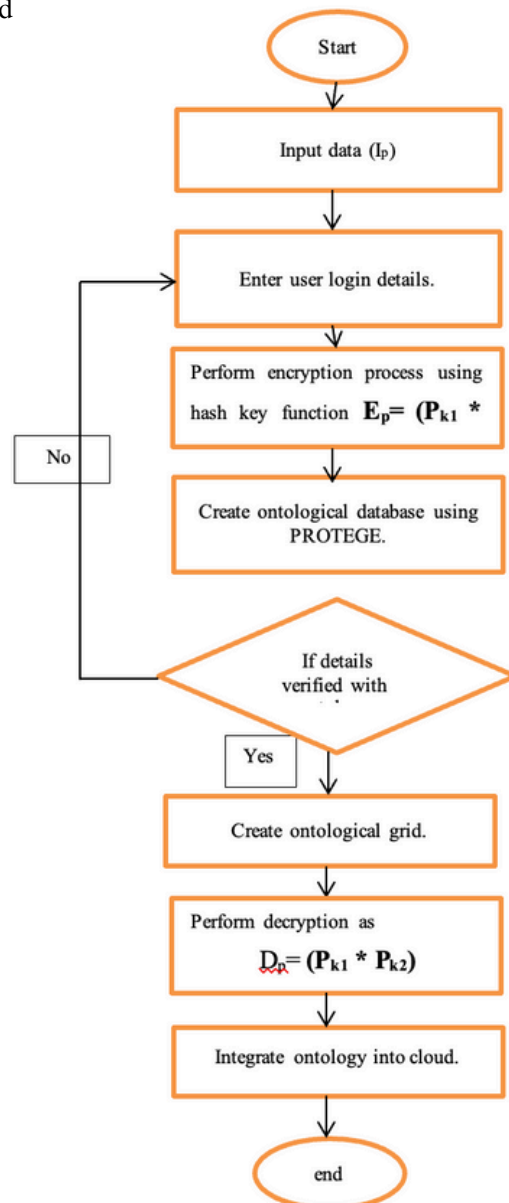 d
Start
Input data (Ip)
Enter user login details.
Perform encryption process using
hash key function Ep= (Pk1 *
No
Create ontological database using
PROTEGE.
If details
verified with
Yes
Create ontological grid.
Perform decryption as
Dp= (Pk1 * Pk2)
Integrate ontology into cloud.
end